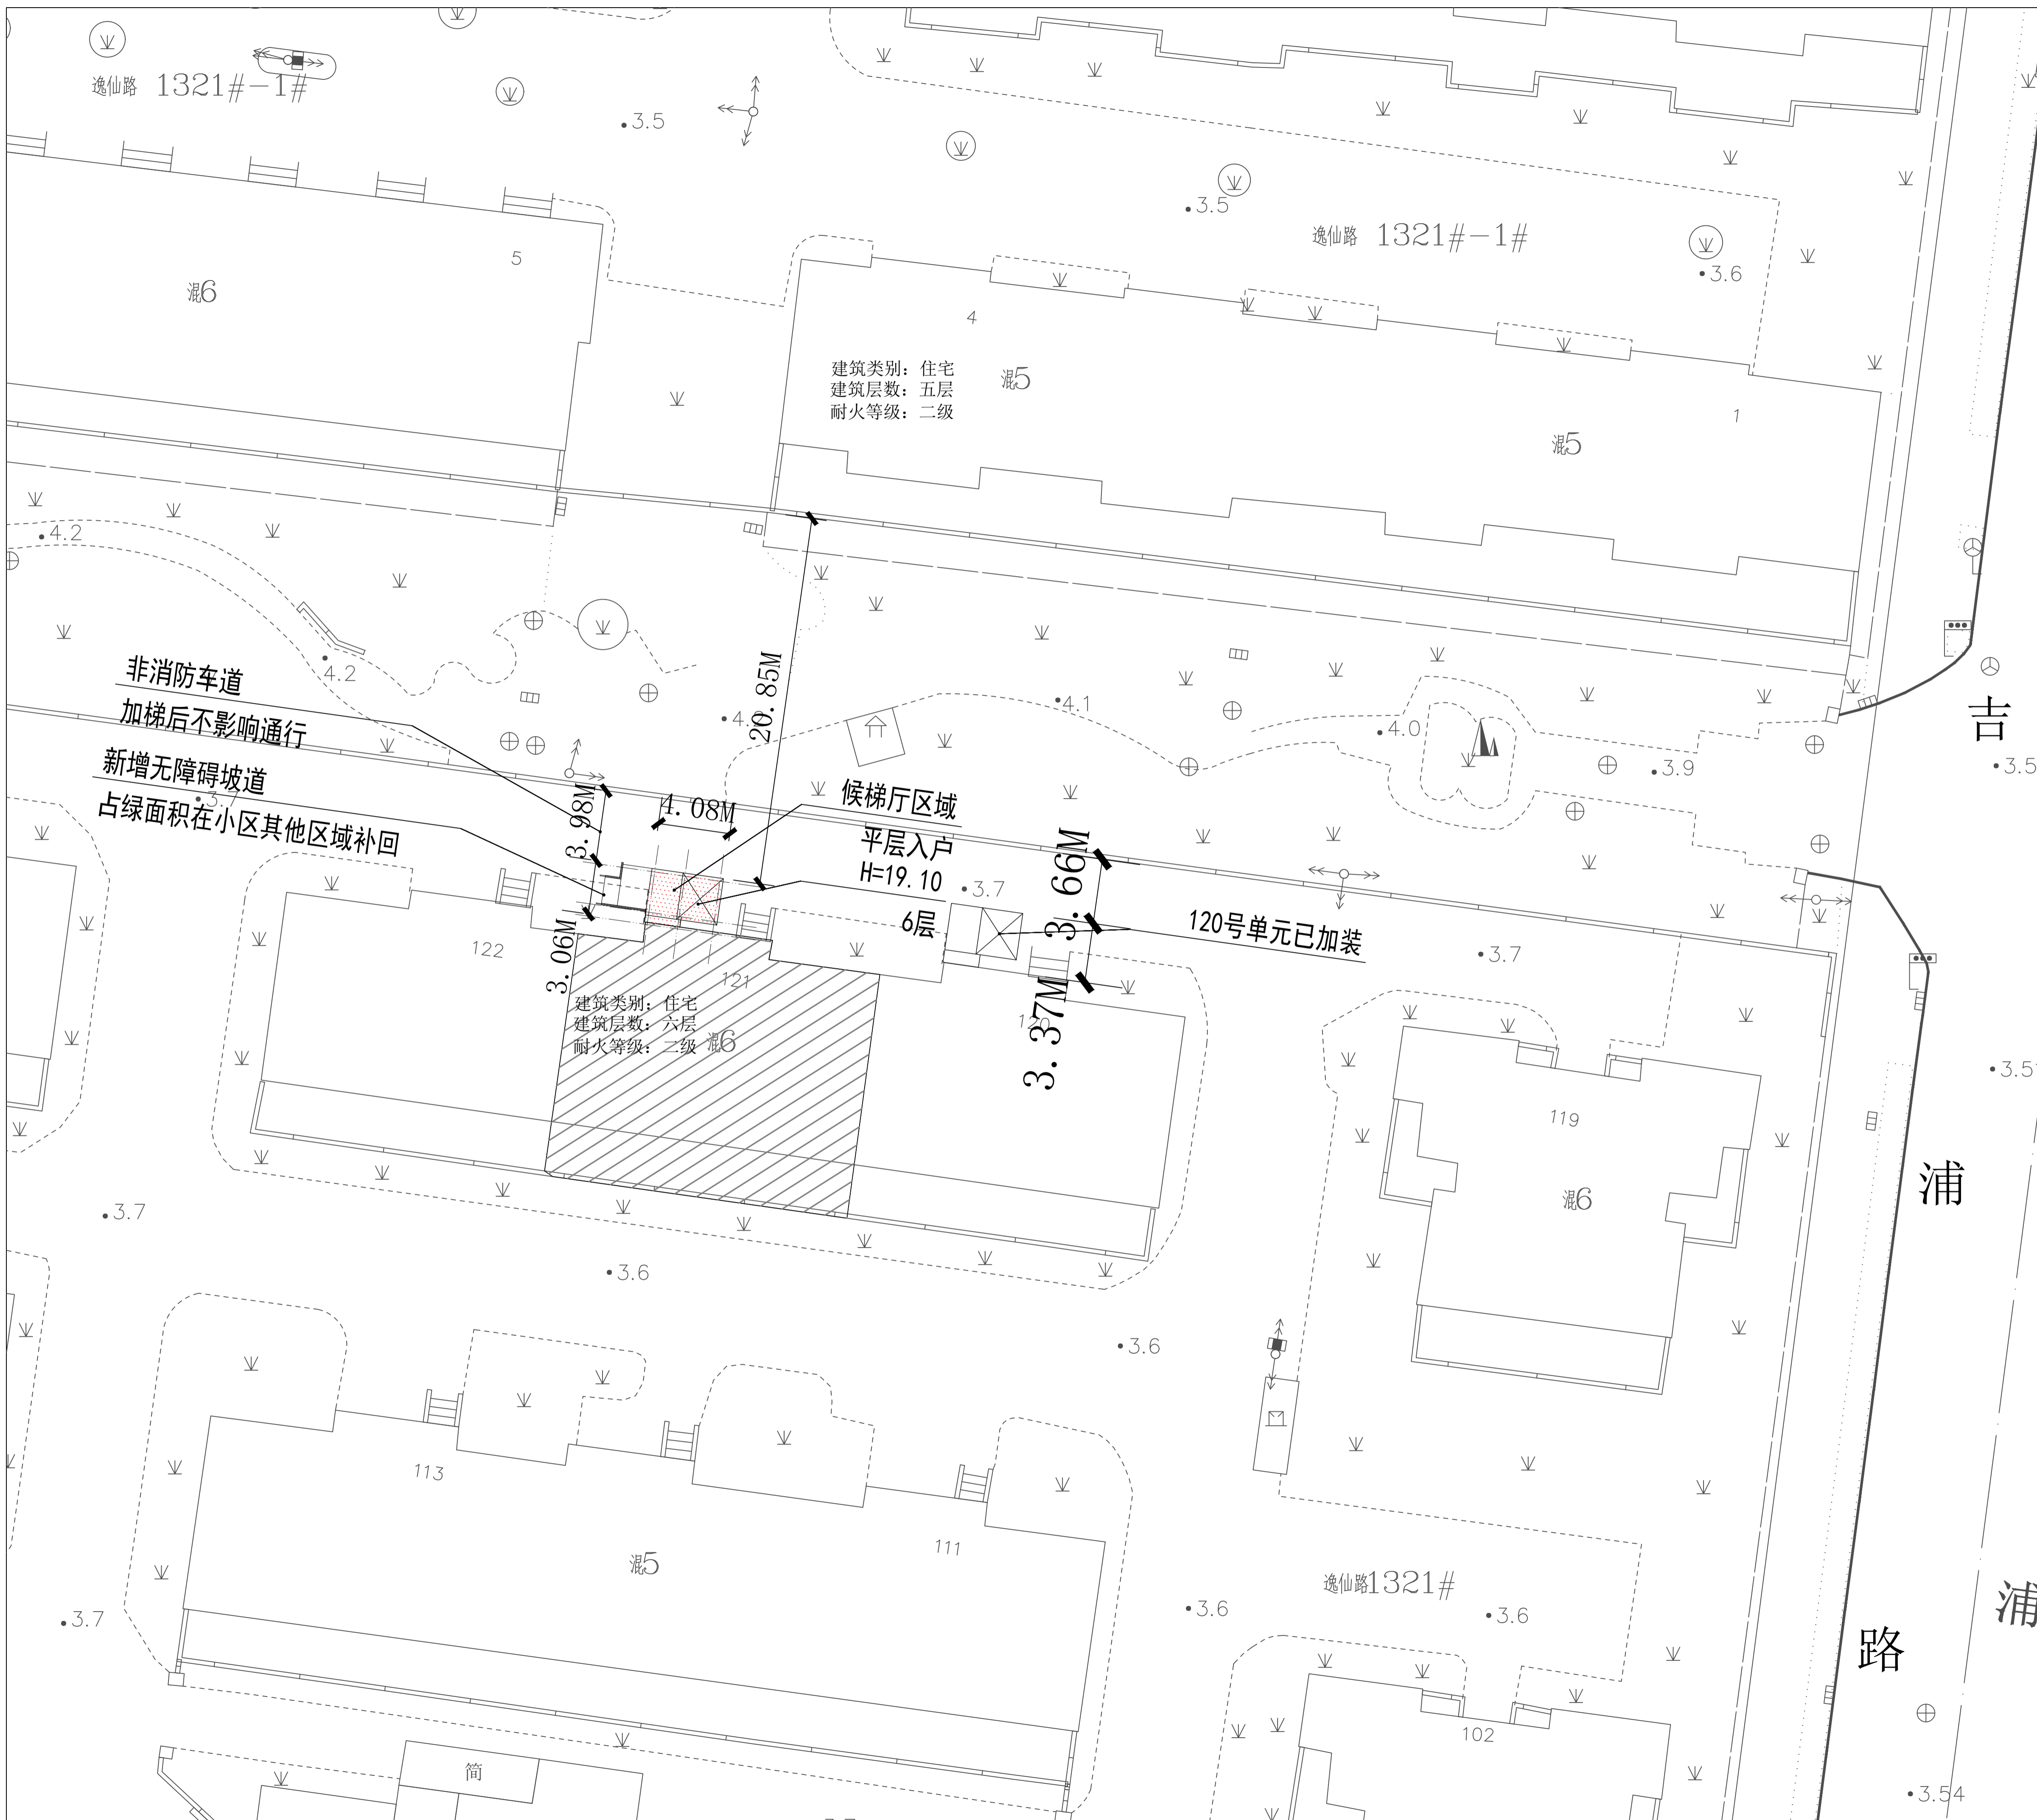 逸仙路 1321#-1#
3.5
3.5
逸仙路 1321#-1#
3.6
5
混6
4
建筑类别：住宅
建筑层数：五层
耐火等级：二级
混5
1
混5
4.2
4.2
非消防车道
加梯后不影响通行
新增无障碍坡道
占绿面积在小区其他区域补回
20.85M
4.1
4.0
3.9
吉
3.5
3.98M
4.08M
候梯厅区域
平层入户
H=19.10
6层
3.7
3.66M
120号单元已加装
3.7
3.06M
122
121
120
3.37M
建筑类别：住宅
建筑层数：六层
耐火等级：二级
混6
119
混6
浦
3.7
3.6
3.6
113
111
混5
逸仙路1321#
3.6
3.6
3.7
浦
路
102
简
3.54